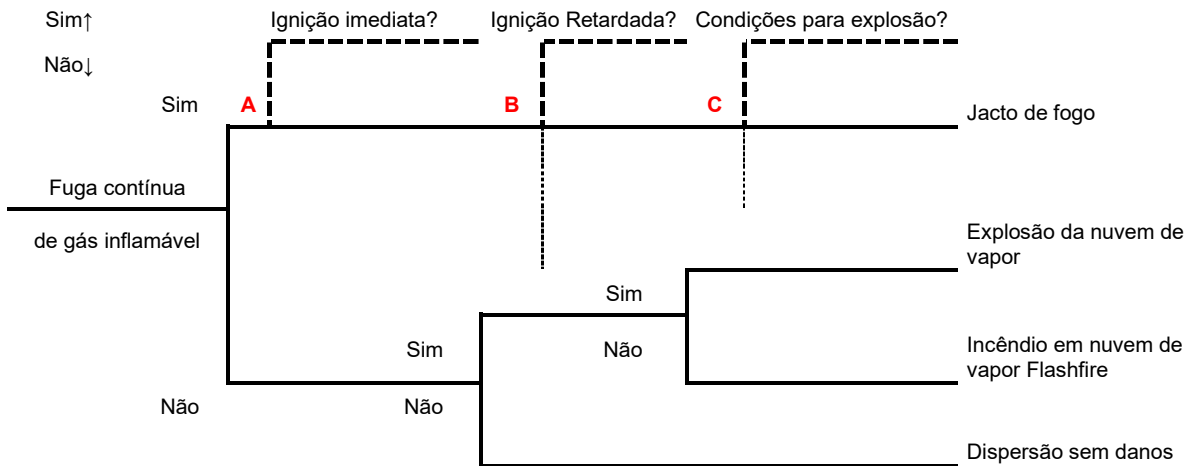 Sim↑
Ignição imediata?
Ignição Retardada?
Condições para explosão?
Não↓
Sim
A
B
C
Jacto de fogo
Fuga contínua
de gás inflamável
Explosão da nuvem de
vapor
Sim
Sim
Não
Incêndio em nuvem de
vapor Flashfire
Não
Não
Dispersão sem danos